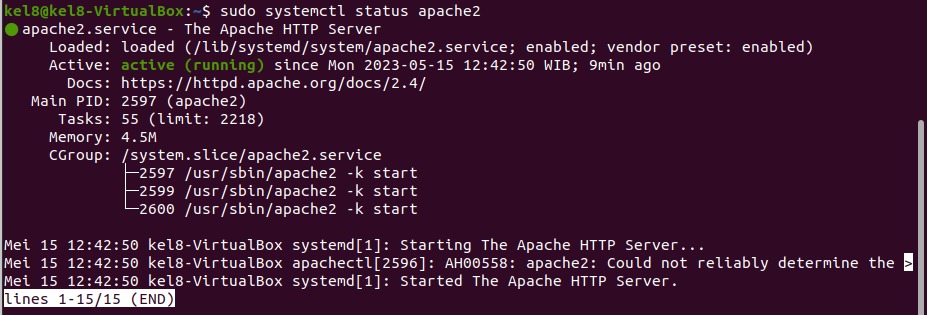 kel8@kel8-VirtualBox:~$ sudo systemctl status apache2
● apache2.service - The Apache HTTP Server
     Loaded: loaded (/lib/systemd/system/apache2.service; enabled; vendor preset: enabled)
     Active: active (running) since Mon 2023-05-15 12:42:50 WIB; 9min ago
       Docs: https://httpd.apache.org/docs/2.4/
   Main PID: 2597 (apache2)
      Tasks: 55 (limit: 2218)
     Memory: 4.5M
     CGroup: /system.slice/apache2.service
             ├─2597 /usr/sbin/apache2 -k start
             ├─2599 /usr/sbin/apache2 -k start
             └─2600 /usr/sbin/apache2 -k start

Mei 15 12:42:50 kel8-VirtualBox systemd[1]: Starting The Apache HTTP Server...
Mei 15 12:42:50 kel8-VirtualBox apachectl[2596]: AH00558: apache2: Could not reliably determine the >
Mei 15 12:42:50 kel8-VirtualBox systemd[1]: Started The Apache HTTP Server.
lines 1-15/15 (END)